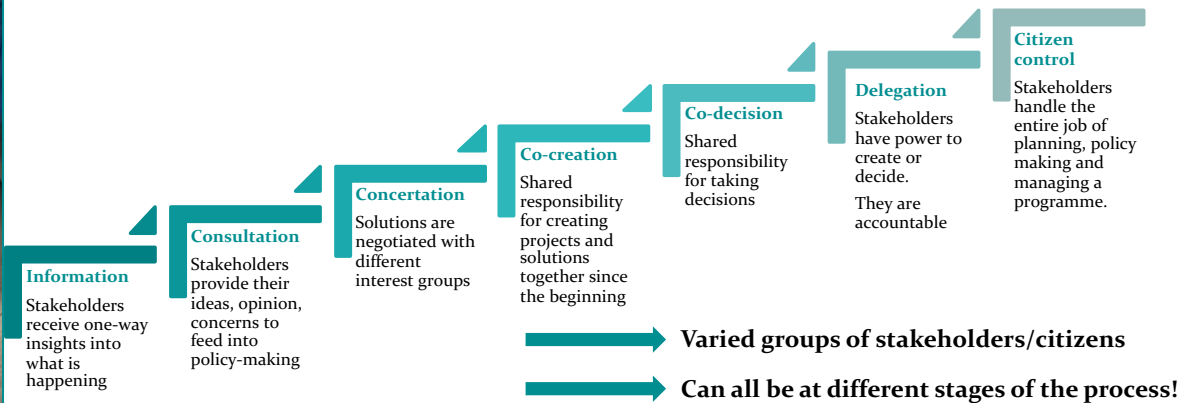 Information
Stakeholders
receive one-way
insights into
what is
happening
Consultation
Stakeholders
provide their
ideas, opinion,
concerns to
feed into
policy-making
Concertation
Solutions are
negotiated with
different
interest groups
Co-creation
Shared
responsibility
for creating
projects and
solutions
together since
the beginning
Co-decision
Shared
responsibility
for taking
decisions
Delegation
Stakeholders
have power to
create or
decide.
They are
accountable
Citizen
control
Stakeholders
handle the
entire job of
planning, policy
making and
managing a
programme.
Varied groups of stakeholders/citizens
Can all be at different stages of the process!